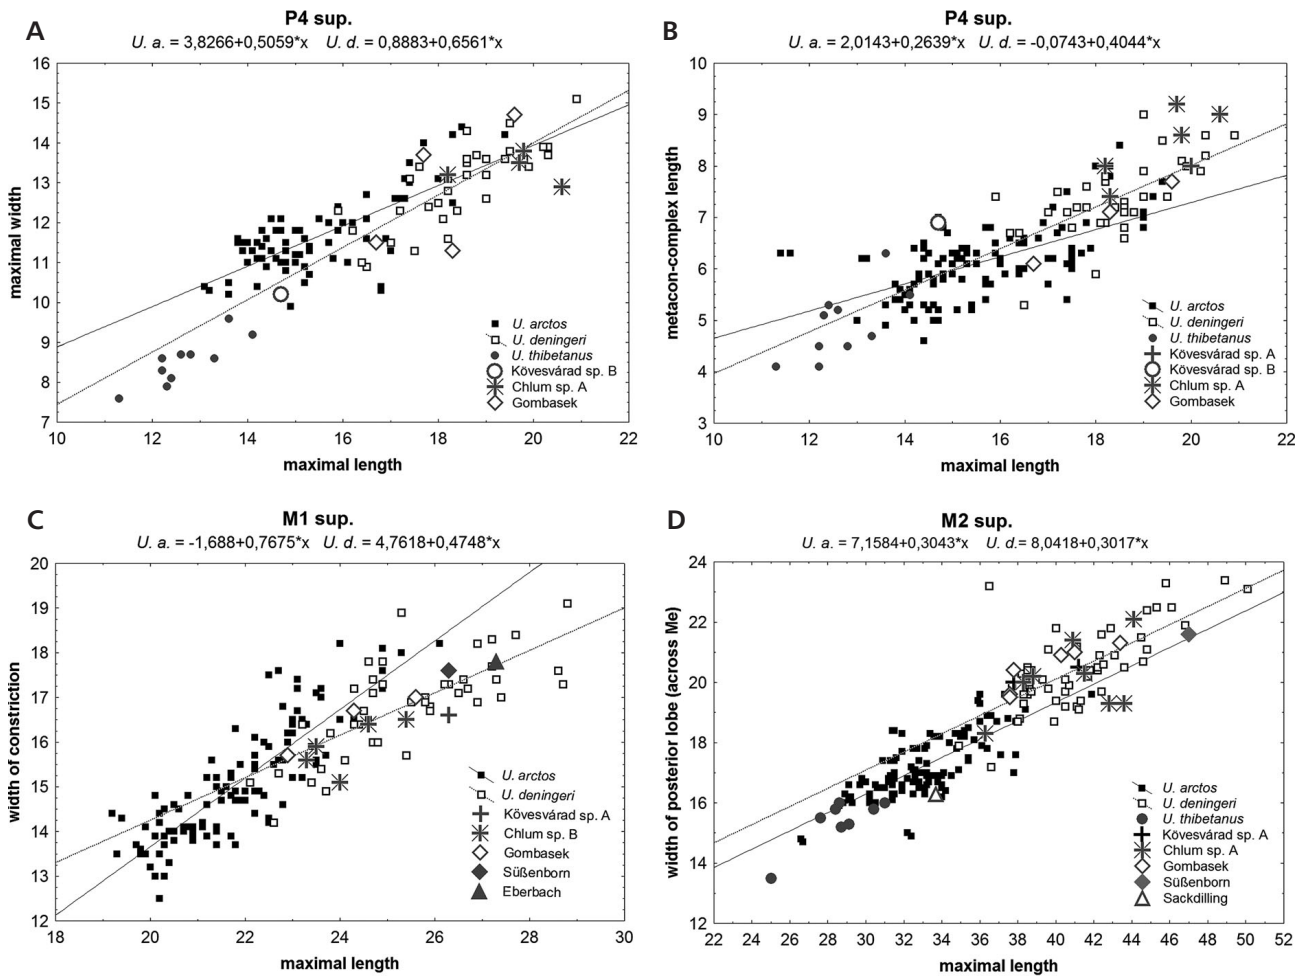 A
P4 sup.
U. a. = 3,8266+0,5059*x U. d. = 0,8883+0,6561*x
maximal width
16
15
14
13
12
11
10
9
8
7
U. arctos
U. deningeri
U. thibetanus
Kövesvárad sp. B
Chlum sp. A
Gombasek
10 12 14 16 18 20 22
maximal length
B
P4 sup.
U. a. = 2,0143+0,2639*x U. d. = -0,0743+0,4044*x
metacon-complex length
10
9
8
7
6
5
4
3
U. arctos
U. deningeri
U. thibetanus
Kövesvárad sp. A
Kövesvárad sp. B
Chlum sp. A
Gombasek
10 12 14 16 18 20 22
maximal length
C
M1 sup.
U. a. = -1,688+0,7675*x U. d. = 4,7618+0,4748*x
width of constriction
20
19
18
17
16
15
14
13
12
U. arctos
U. deningeri
Kövesvárad sp. A
Chlum sp. B
Gombasek
Süßenborn
Eberbach
18 20 22 24 26 28 30
maximal length
D
M2 sup.
U. a. = 7,1584+0,3043*x U. d.= 8,0418+0,3017*x
width of posterior lobe (across Me)
24
22
20
18
16
14
12
U. arctos
U. deningeri
U. thibetanus
Kövesvárad sp. A
Chlum sp. A
Gombasek
Süßenborn
Sackdilling
22 24 26 28 30 32 34 36 38 40 42 44 46 48 50 52
maximal length